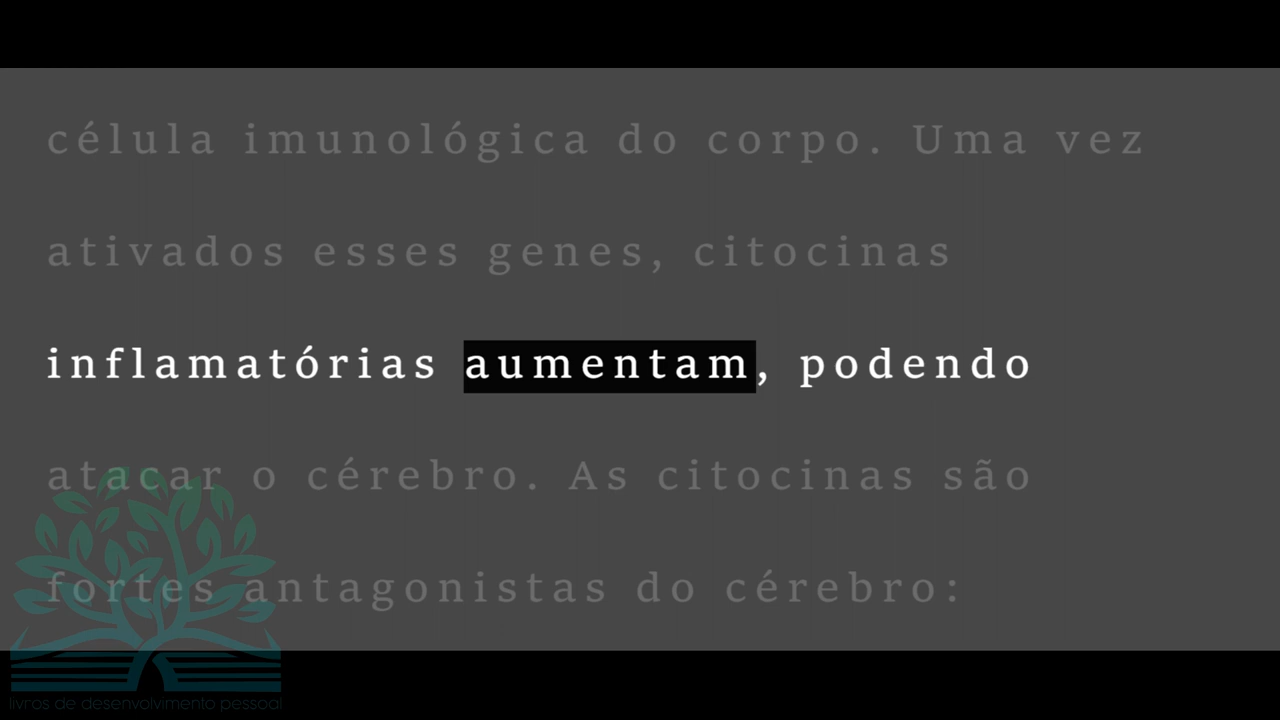 célula imunológica do corpo. Uma vez
ativados esses genes, citocinas
inflamatórias aumentam, podendo
atacar o cérebro. As citocinas são
fortes antagonistas do cérebro:
livros de desenvolvimento pessoal